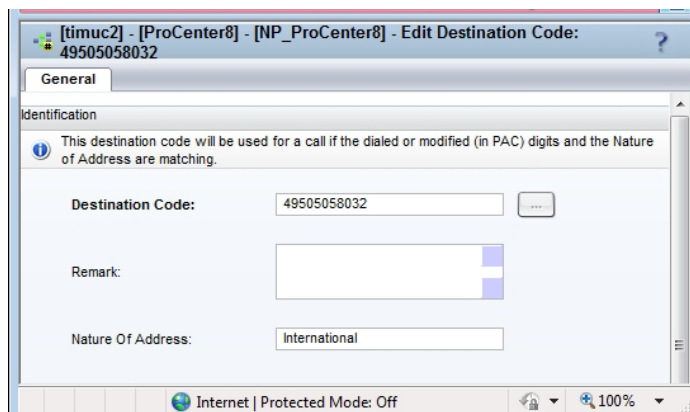 [timuc2] - [ProCenter8] - [NP_ProCenter8] - Edit Destination Code:
49505058032
?
General
Identification
This destination code will be used for a call if the dialed or modified (in PAC) digits and the Nature
of Address are matching.
Destination Code: 49505058032 ...
Remark:
Nature Of Address: International
Internet | Protected Mode: Off 100%